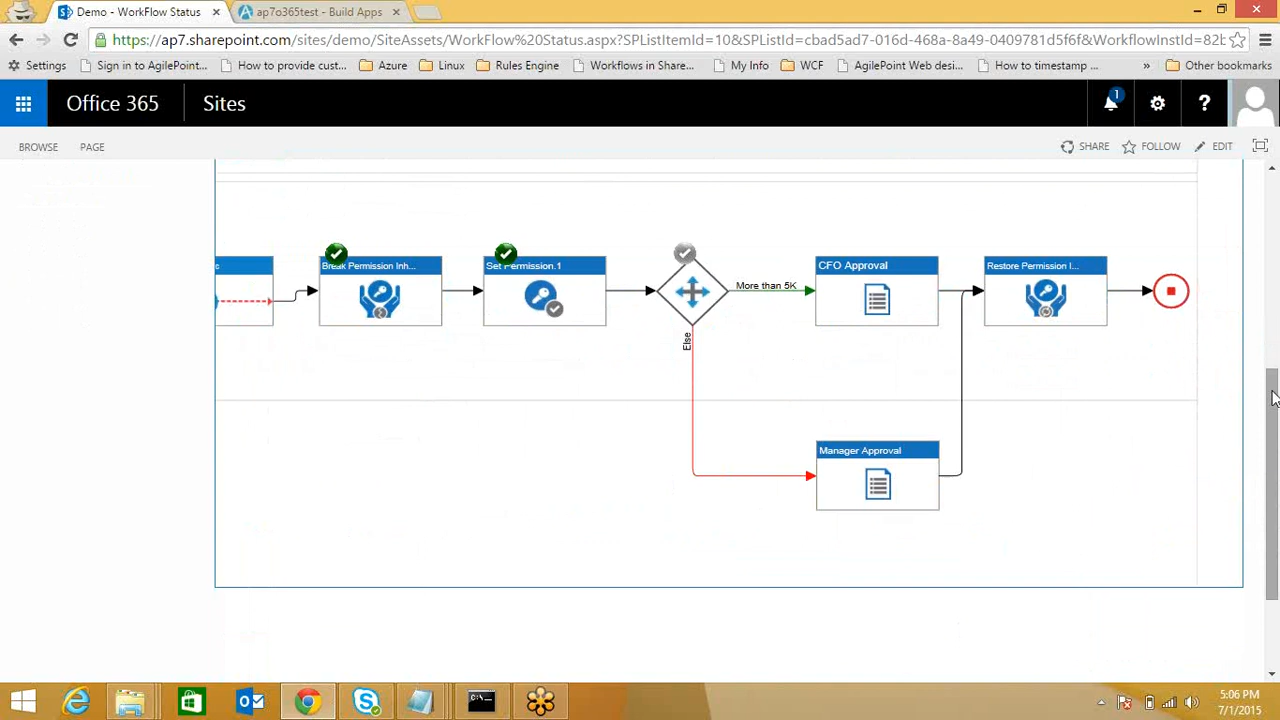 Demo - WorkFlow Status
ap7o365test - Build Apps
https://ap7.sharepoint.com/sites/demo/SiteAssets/WorkFlow%20Status.aspx?SPListItemId=10&SPListId=cbad5ad7-016d-468a-8a49-0409781d5f6f&WorkflowInstId=82b
Settings
Sign in to AgilePoint...
How to provide cust...
Azure
Linux
Rules Engine
Workflows in Share...
My Info
WCF
AgilePoint Web desi...
How to timestamp ...
»
Other bookmarks
Office 365
Sites
1
?
BROWSE
PAGE
SHARE
FOLLOW
EDIT
c
Break Permission Inh...
Set Permission.1
More than 5K
CFO Approval
Restore Permission I...
Else
Manager Approval
5:06 PM
7/1/2015